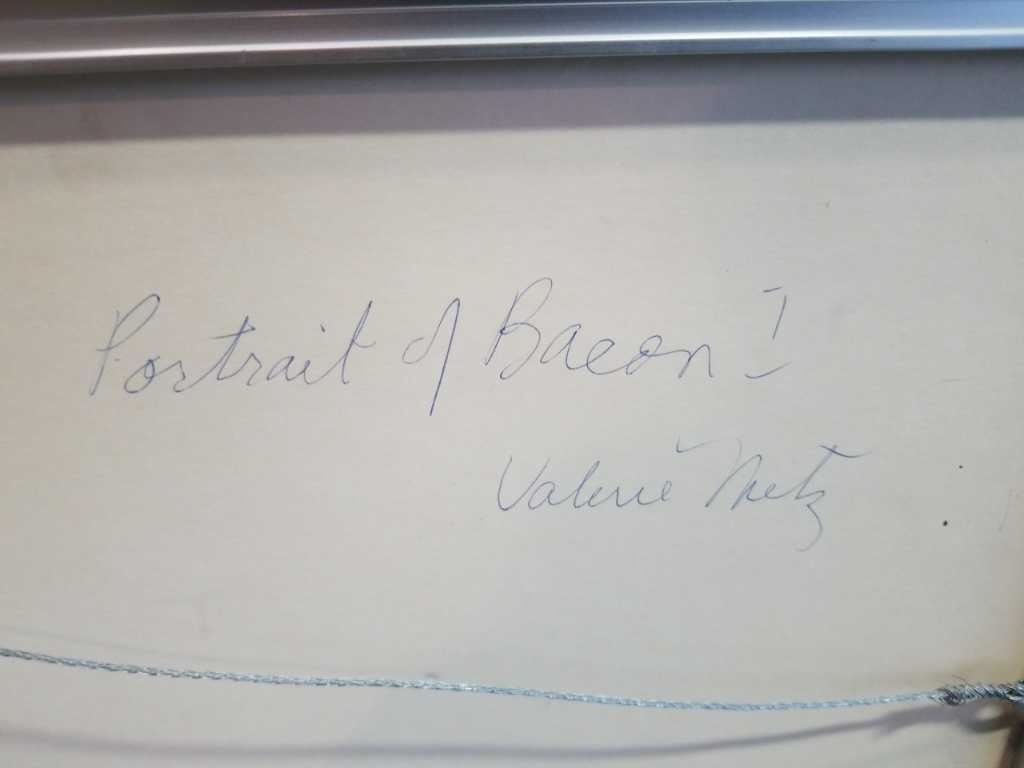 Portrait of Bacon I
Valerie Metz